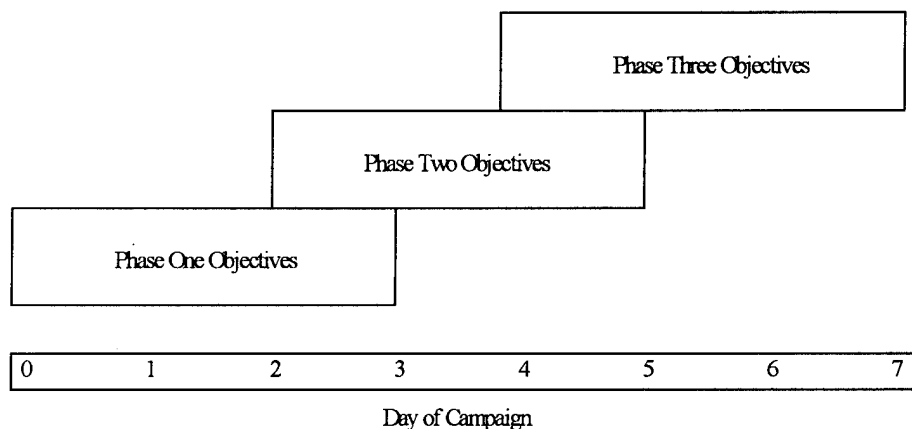 Phase Three Objectives
Phase Two Objectives
Phase One Objectives
0 1 2 3 4 5 6 7
Day of Campaign